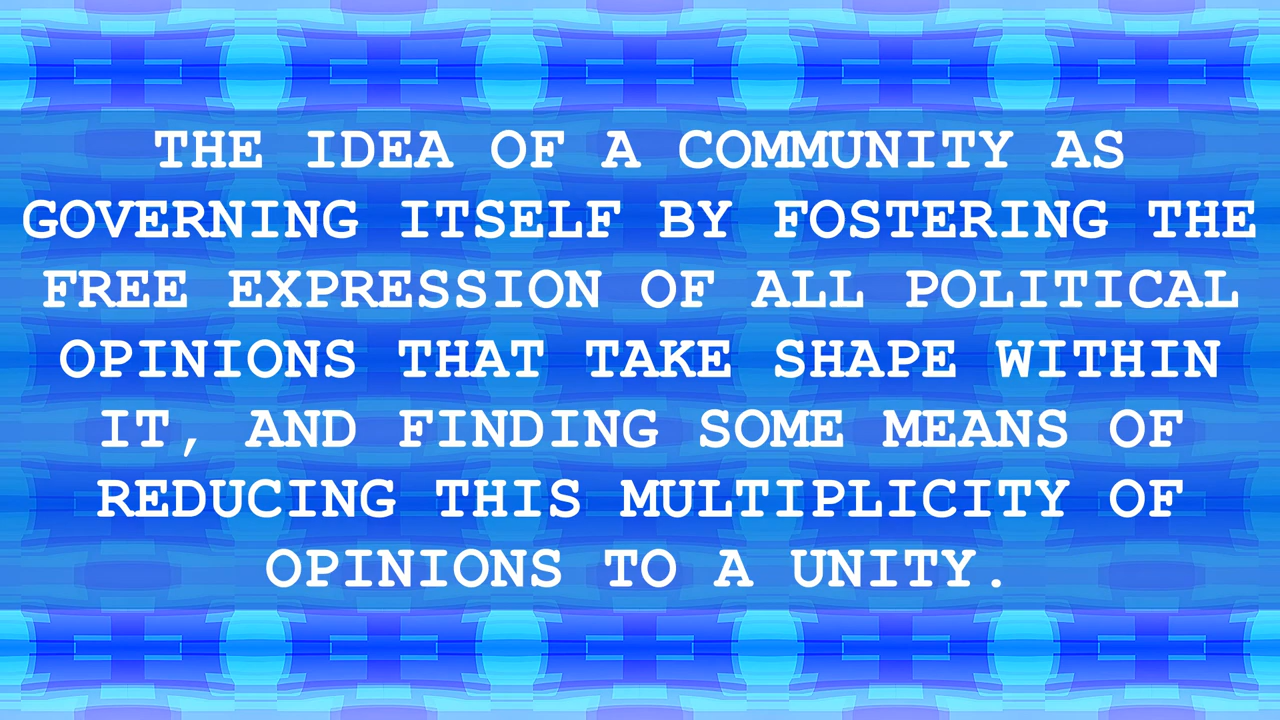 THE IDEA OF A COMMUNITY AS
GOVERNING ITSELF BY FOSTERING THE
FREE EXPRESSION OF ALL POLITICAL
OPINIONS THAT TAKE SHAPE WITHIN
IT, AND FINDING SOME MEANS OF
REDUCING THIS MULTIPLICITY OF
OPINIONS TO A UNITY.